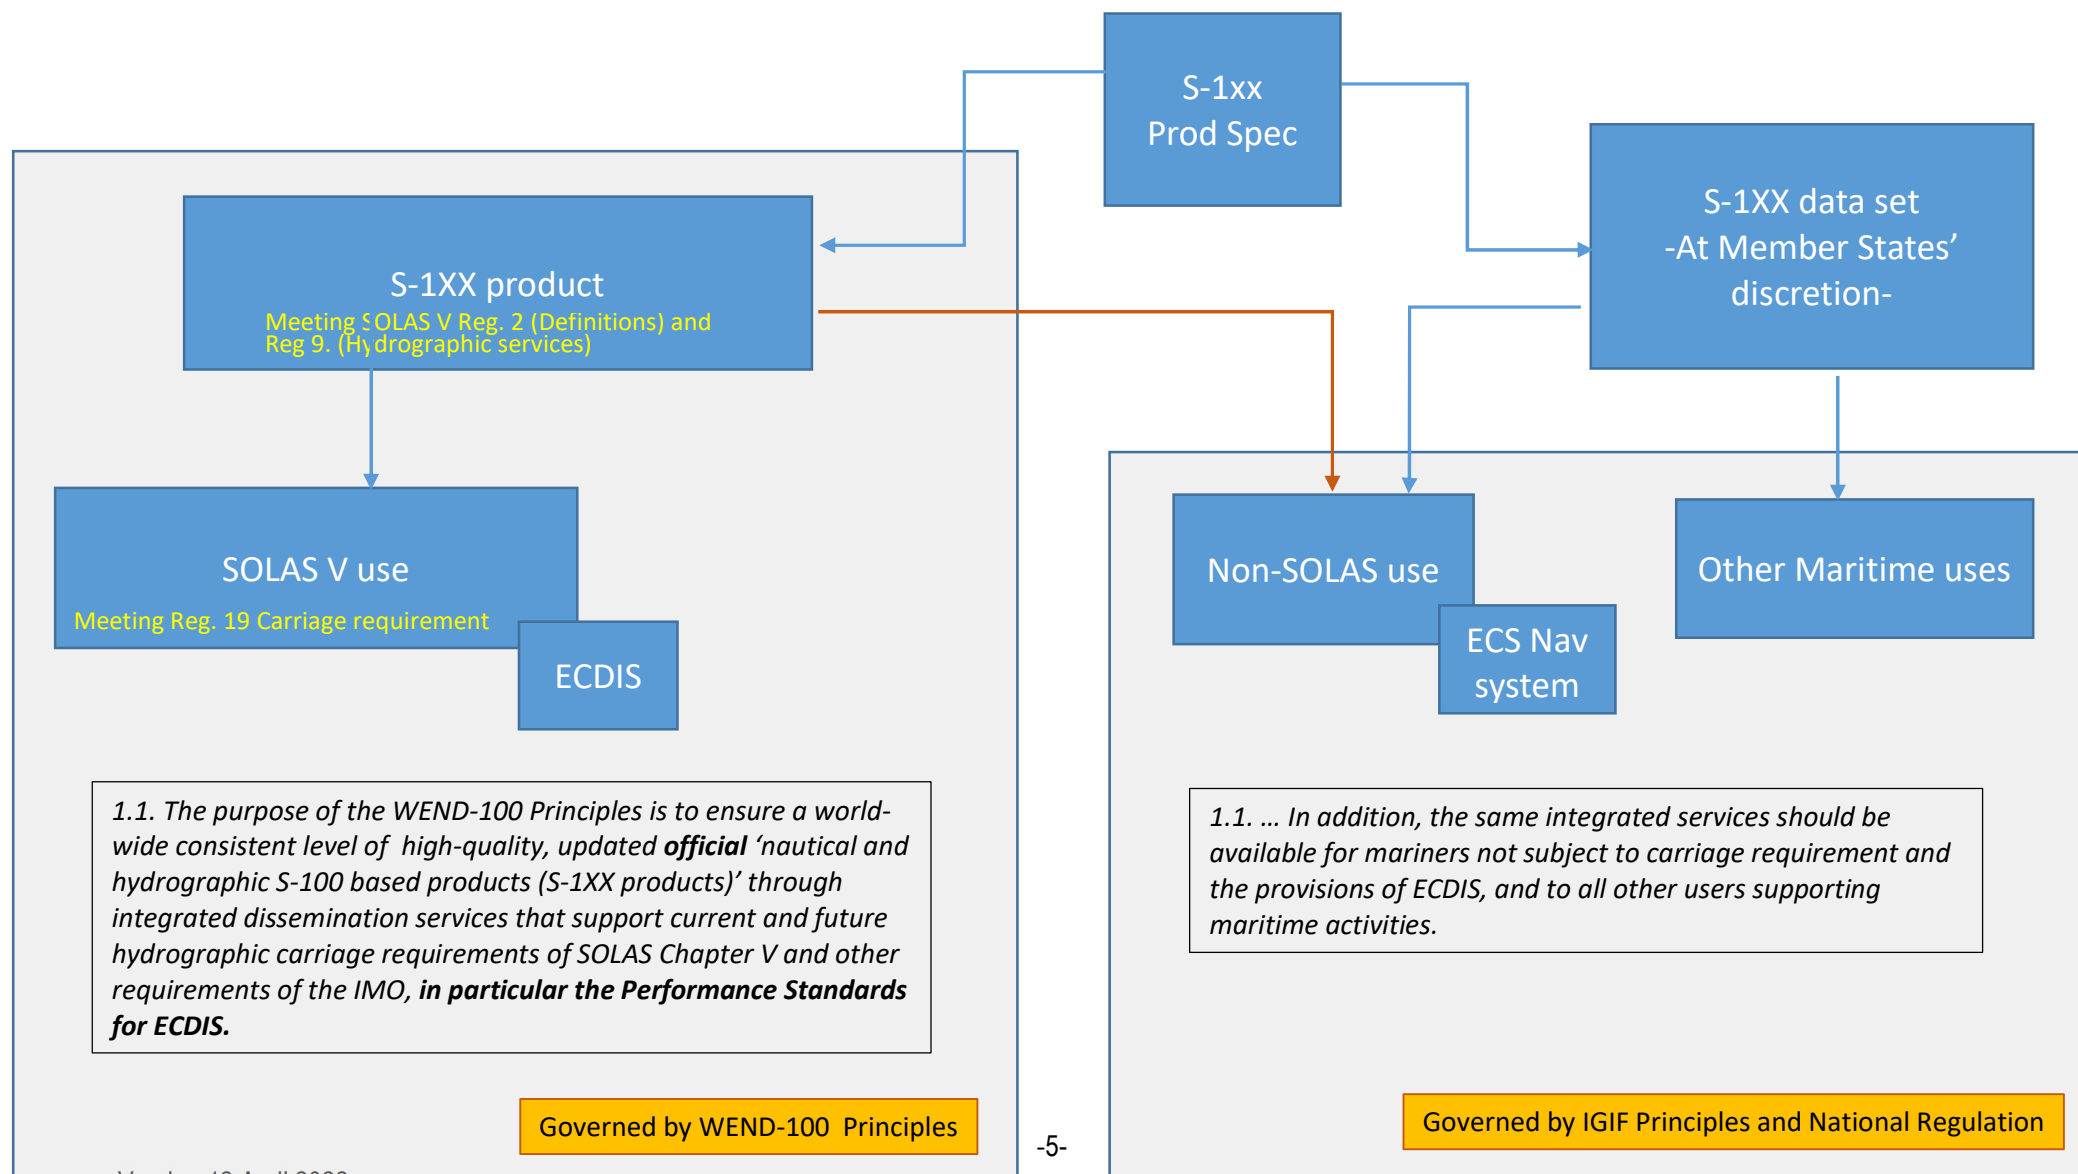 S-1xx
Prod Spec
S-1XX data set
-At Member States’
discretion-
S-1XX product
Meeting SOLAS V Reg. 2 (Definitions) and
Reg 9. (Hydrographic services)
SOLAS V use
Meeting Reg. 19 Carriage requirement
ECDIS
Non-SOLAS use
ECS Nav
system
Other Maritime uses
1.1. The purpose of the WEND-100 Principles is to ensure a world-
wide consistent level of high-quality, updated official ‘nautical and
hydrographic S-100 based products (S-1XX products)’ through
integrated dissemination services that support current and future
hydrographic carriage requirements of SOLAS Chapter V and other
requirements of the IMO, in particular the Performance Standards
for ECDIS.
1.1. … In addition, the same integrated services should be
available for mariners not subject to carriage requirement and
the provisions of ECDIS, and to all other users supporting
maritime activities.
Governed by WEND-100 Principles
Governed by IGIF Principles and National Regulation
-5-